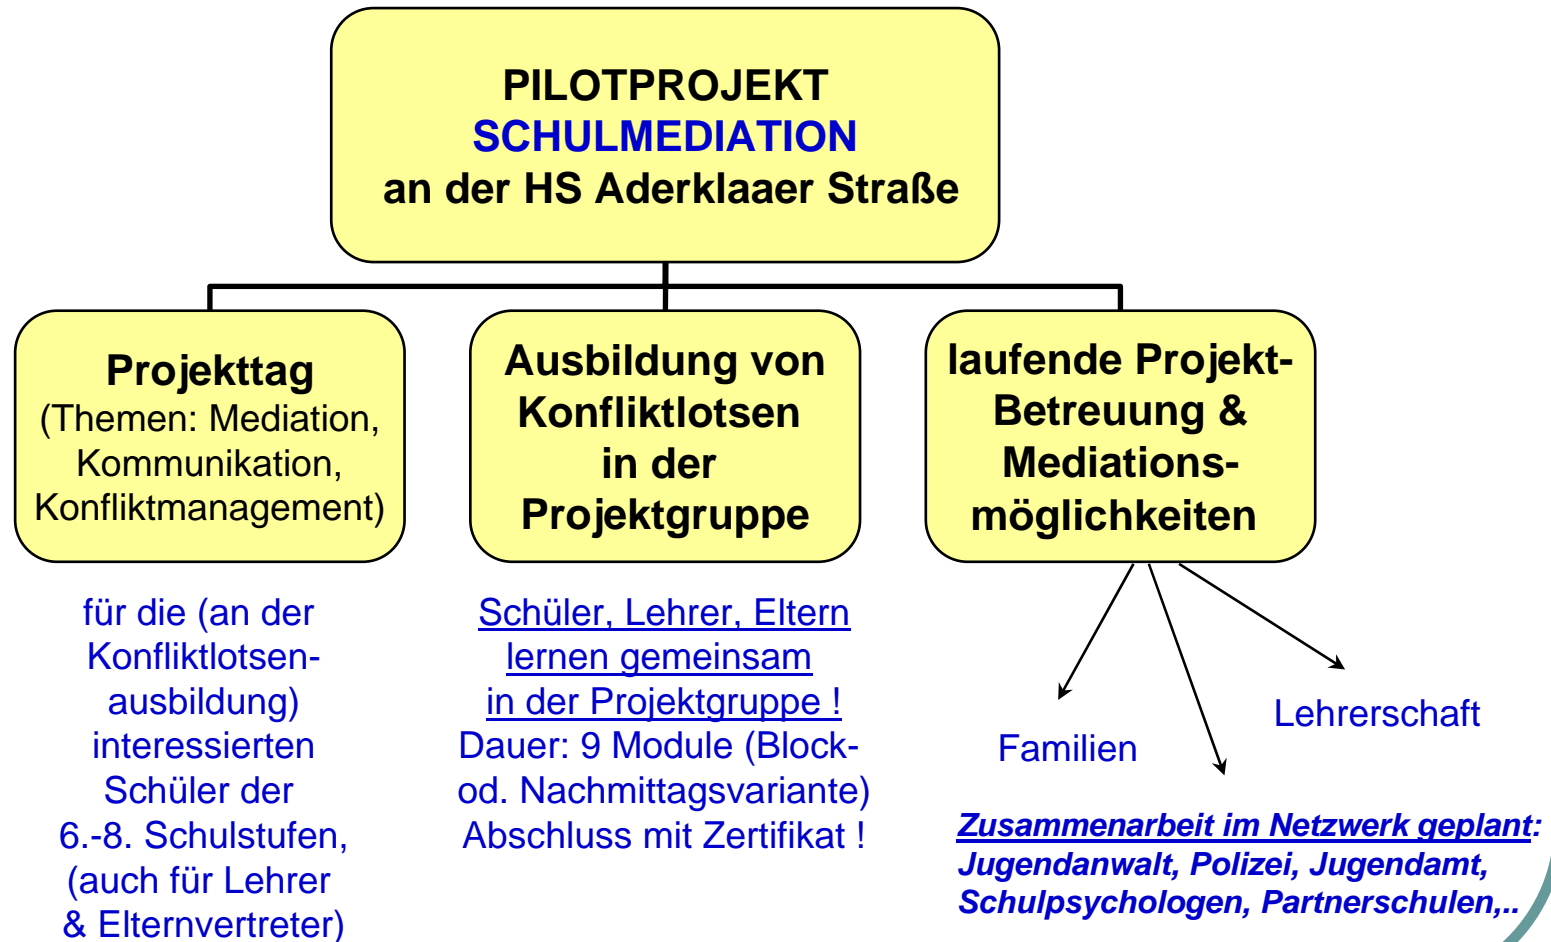 PILOTPROJEKT
SCHULMEDIATION
an der HS Aderklaaer Straße
Projekttag
(Themen: Mediation,
Kommunikation,
Konfliktmanagement)
für die (an der
Konfliktlotsen-
ausbildung)
interessierten
Schüler der
6.-8. Schulstufen,
(auch für Lehrer
& Elternvertreter)
Ausbildung von
Konfliktlotsen
in der
Projektgruppe
Schüler, Lehrer, Eltern
lernen gemeinsam
in der Projektgruppe !
Dauer: 9 Module (Block-
od. Nachmittagsvariante)
Abschluss mit Zertifikat !
laufende Projekt-
Betreuung &
Mediations-
möglichkeiten
Familien
Lehrerschaft
Zusammenarbeit im Netzwerk geplant:
Jugendanwalt, Polizei, Jugendamt,
Schulpsychologen, Partnerschulen,..